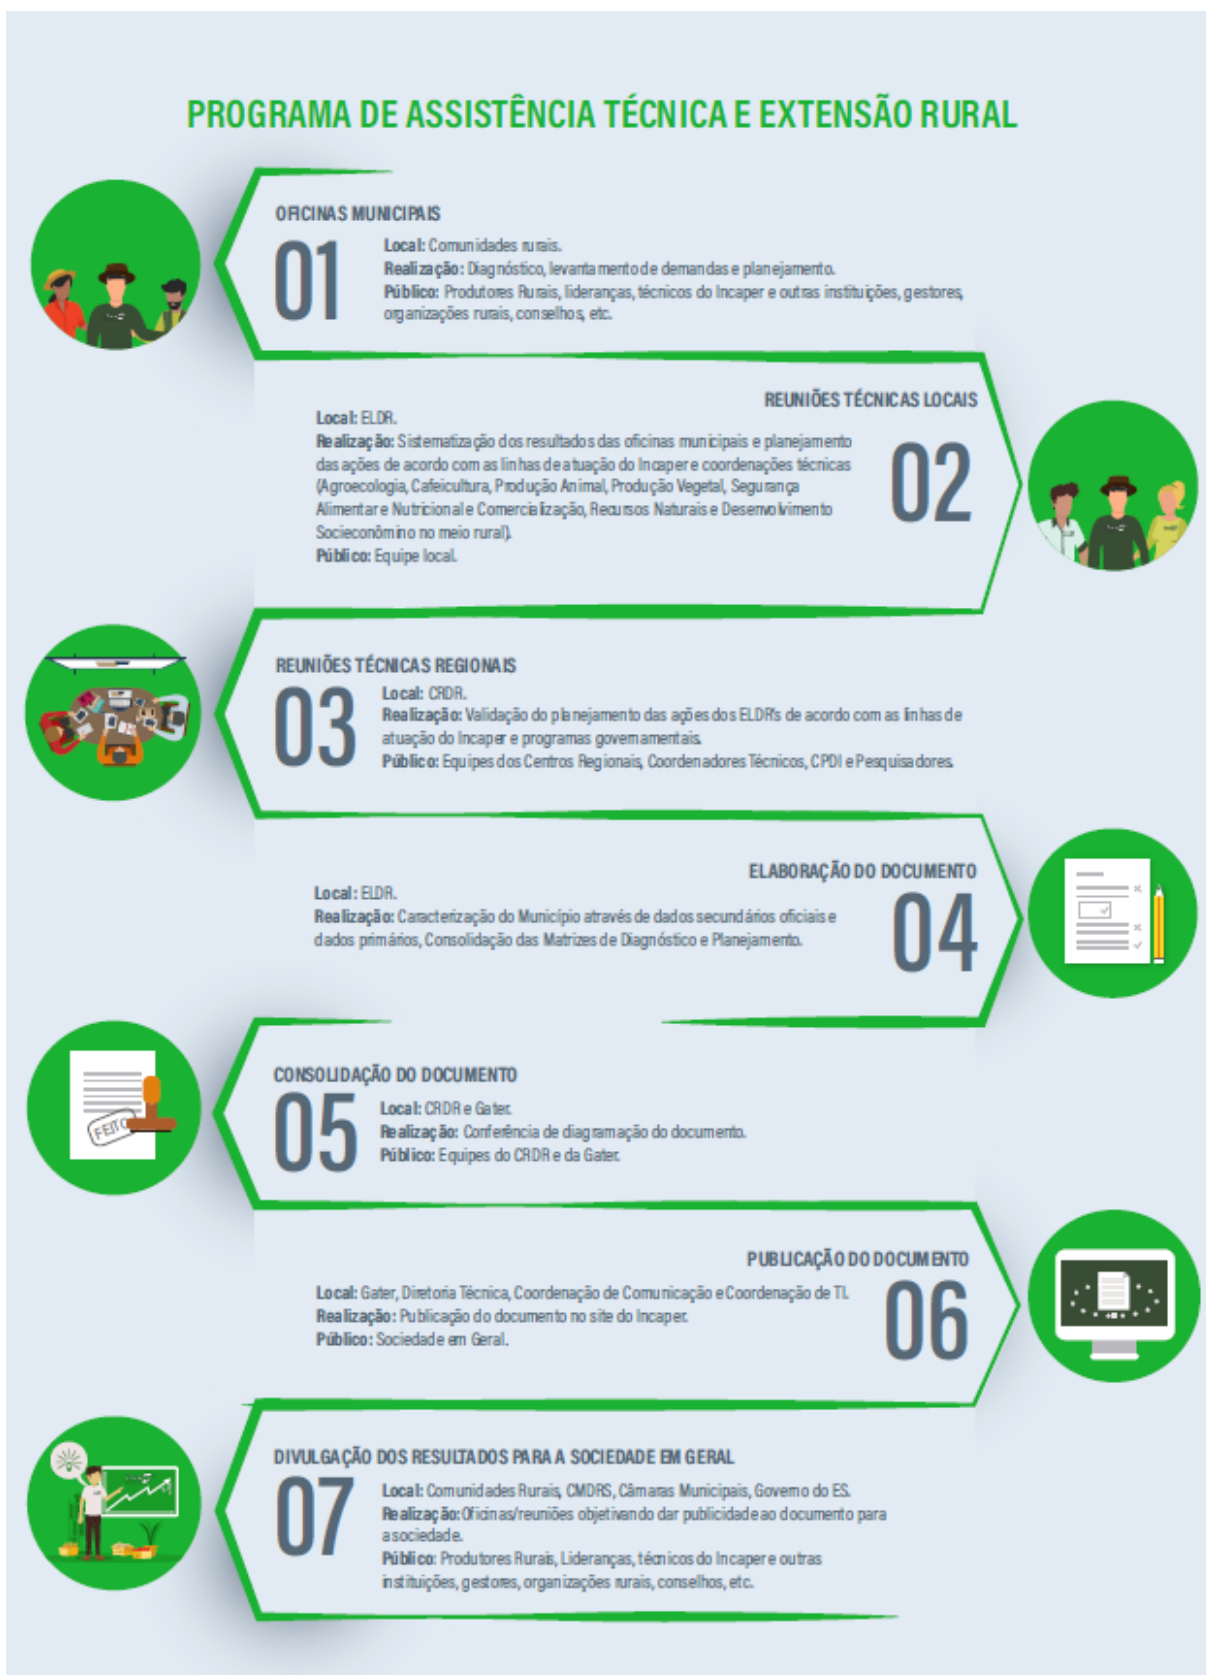 PROGRAMA DE ASSISTÊNCIA TÉCNICA E EXTENSÃO RURAL
OFICINAS MUNICIPAIS
01
Local: Comunidades rurais.
Realização: Diagnóstico, levantamento de demandas e planejamento.
Público: Produtores Rurais, lideranças, técnicos do Incaper e outras instituições, gestores,
organizações rurais, conselhos, etc.
REUNIÕES TÉCNICAS LOCAIS
02
Local: ELDR.
Realização: Sistematização dos resultados das oficinas municipais e planejamento
das ações de acordo com as linhas de atuação do Incaper e coordenações técnicas
(Agroecologia, Cafeicultura, Produção Animal, Produção Vegetal, Segurança
Alimentar e Nutricional e Comercialização, Recursos Naturais e Desenvolvimento
Socieconômino no meio rural).
Público: Equipe local.
REUNIÕES TÉCNICAS REGIONAIS
03
Local: CRDR.
Realização: Validação do planejamento das ações dos ELDR's de acordo com as linhas de
atuação do Incaper e programas governamentais.
Público: Equipes dos Centros Regionais, Coordenadores Técnicos, CPDI e Pesquisadores.
ELABORAÇÃO DO DOCUMENTO
04
Local: ELDR.
Realização: Caracterização do Município através de dados secundários oficiais e
dados primários, Consolidação das Matrizes de Diagnóstico e Planejamento.
CONSOLIDAÇÃO DO DOCUMENTO
05
Local: CRDR e Gater.
Realização: Conferência de diagramação do documento.
Público: Equipes do CRDR e da Gater.
FEITO
PUBLICAÇÃO DO DOCUMENTO
06
Local: Gater, Diretoria Técnica, Coordenação de Comunicação e Coordenação de TI.
Realização: Publicação do documento no site do Incaper.
Público: Sociedade em Geral.
DIVULGAÇÃO DOS RESULTADOS PARA A SOCIEDADE EM GERAL
07
Local: Comunidades Rurais, CMDRS, Câmaras Municipais, Governo do ES.
Realização: Oficinas/reuniões objetivando dar publicidade ao documento para
a sociedade.
Público: Produtores Rurais, Lideranças, técnicos do Incaper e outras
instituições, gestores, organizações rurais, conselhos, etc.